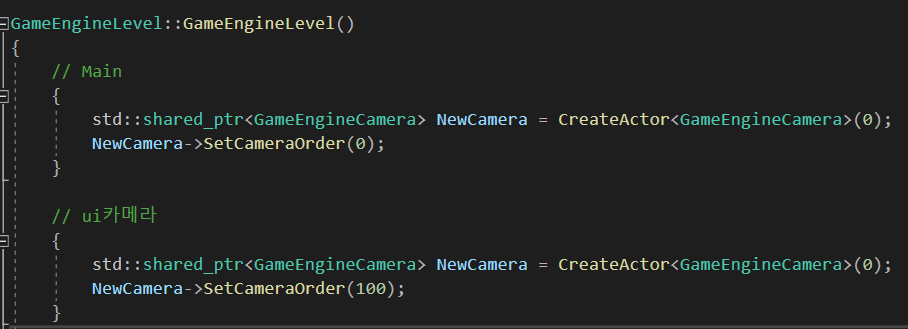 GameEngineLevel::GameEngineLevel()
{
    // Main
    {
        std::shared_ptr<GameEngineCamera> NewCamera = CreateActor<GameEngineCamera>(0);
        NewCamera->SetCameraOrder(0);
    }

    // ui카메라
    {
        std::shared_ptr<GameEngineCamera> NewCamera = CreateActor<GameEngineCamera>(0);
        NewCamera->SetCameraOrder(100);
    }